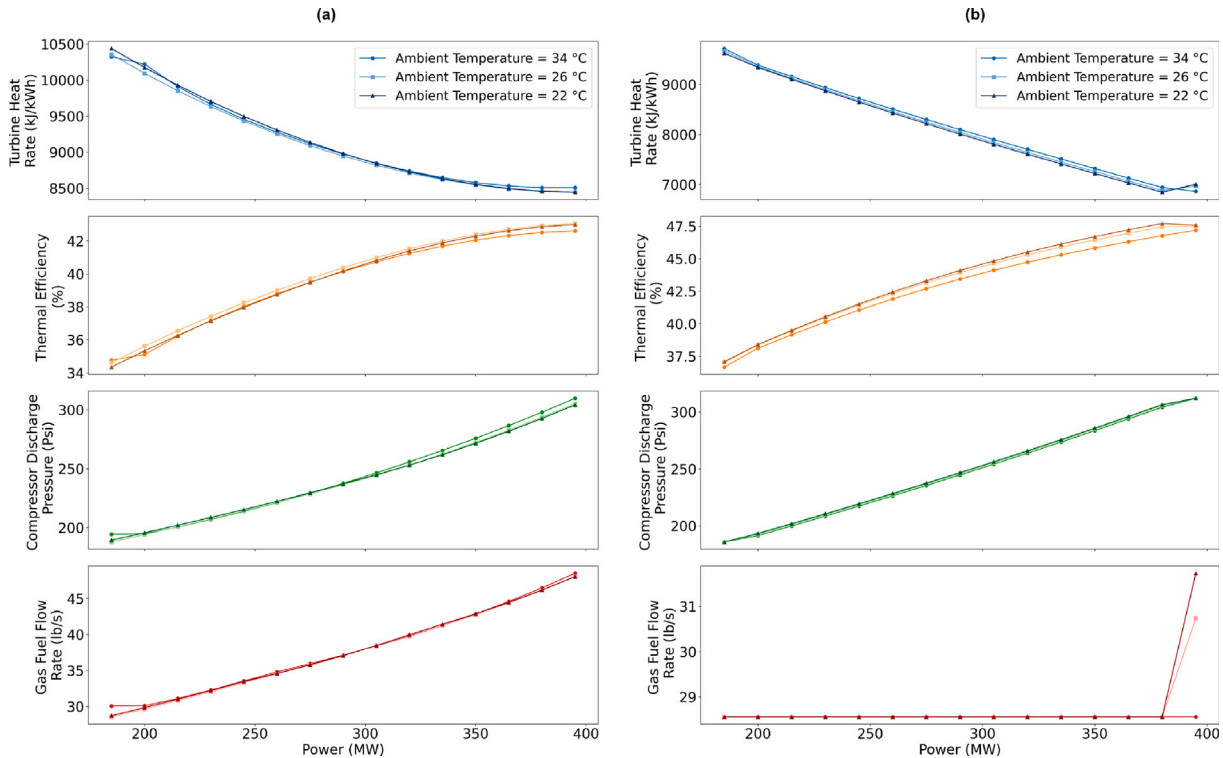 (a)
10500
10000
9500
9000
8500
Turbine Heat
Rate (kJ/kWh)
Ambient Temperature = 34 °C
Ambient Temperature = 26 °C
Ambient Temperature = 22 °C
42
40
38
36
34
Thermal Efficiency
(%)
300
250
200
Compressor Discharge
Pressure (Psi)
45
40
35
30
Gas Fuel Flow
Rate (lb/s)
200
250
300
350
400
Power (MW)
(b)
9000
8000
7000
Turbine Heat
Rate (kJ/kWh)
Ambient Temperature = 34 °C
Ambient Temperature = 26 °C
Ambient Temperature = 22 °C
47.5
45.0
42.5
40.0
37.5
Thermal Efficiency
(%)
300
250
200
Compressor Discharge
Pressure (Psi)
31
30
29
Gas Fuel Flow
Rate (lb/s)
200
250
300
350
400
Power (MW)